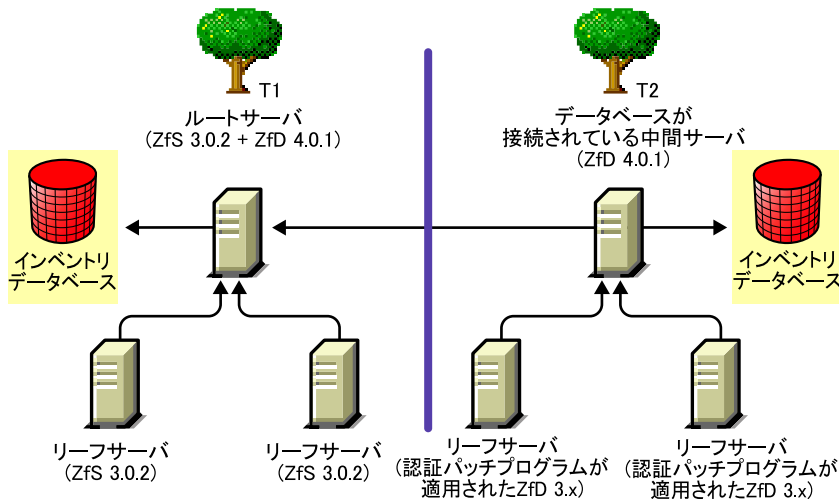 T1
ルートサーバ
(ZfS 3.0.2 + ZfD 4.0.1)
T2
データベースが
接続されている中間サーバ
(ZfD 4.0.1)
インベントリ
データベース
インベントリ
データベース
リーフサーバ
(ZfS 3.0.2)
リーフサーバ
(ZfS 3.0.2)
リーフサーバ
(認証パッチプログラムが
適用されたZfD 3.x)
リーフサーバ
(認証パッチプログラムが
適用されたZfD 3.x)